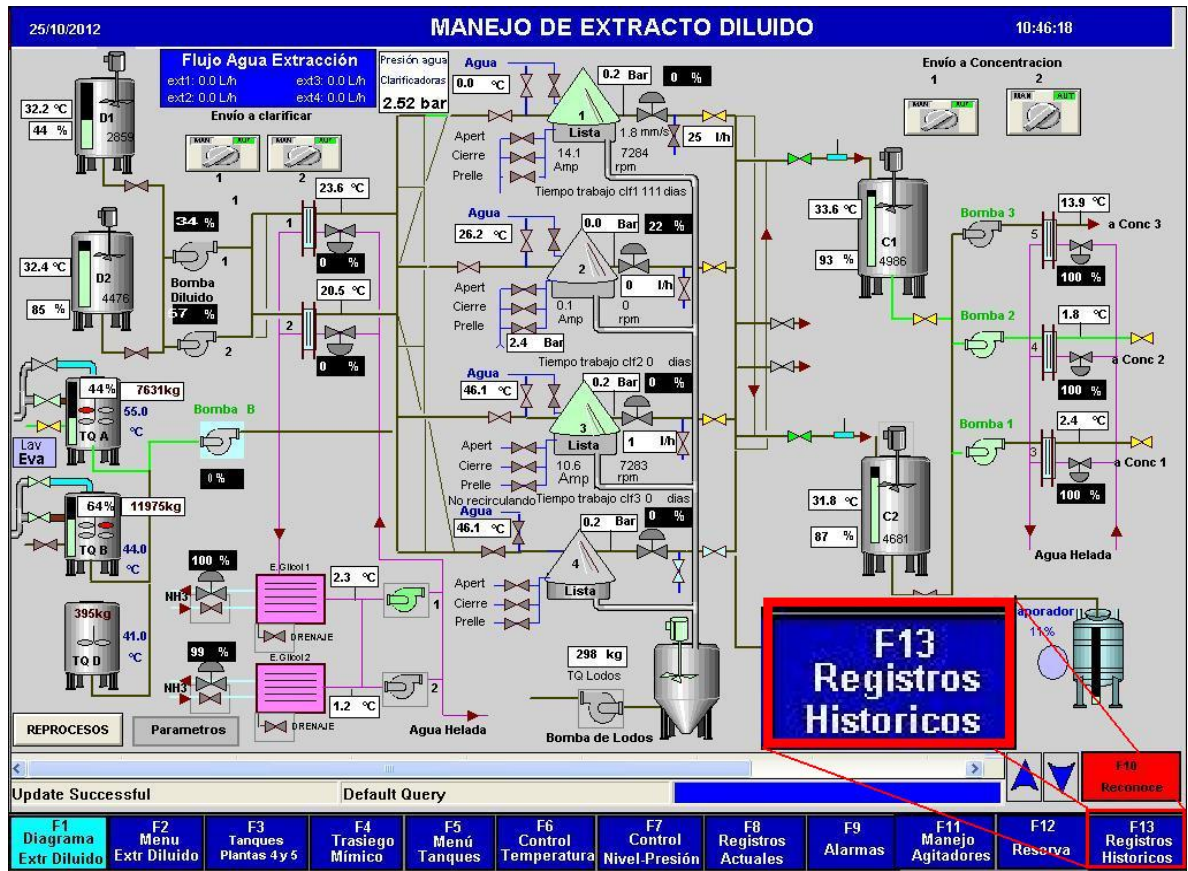 25/10/2012
MANEJO DE EXTRACTO DILUIDO
10:46:18
Flujo Agua Extracción
ext1: 0.0 L/h
ext3: 0.0 L/h
ext2: 0.0 L/h
ext4: 0.0 L/h
Presión agua
Clarificadoras
2.52 bar
Envío a clarificar
MAN AUT
MAN AUT
1
2
1
32.2 °C
44 %
D1
2859
32.4 °C
85 %
D2
4476
34 %
1
Bomba
Diluido
57 %
2
23.6 °C
1
0 %
20.5 °C
2
0 %
Agua
0.0 °C
0.2 Bar
0 %
1
Lista
1.8 mm/s
25 l/h
Apert
Cierre
Prelle
14.1
Amp
7284
rpm
Tiempo trabajo clf1 111 dias
Agua
26.2 °C
0.0 Bar
22 %
2
0 l/h
Apert
Cierre
Prelle
0.1
Amp
0
rpm
2.4 Bar
Tiempo trabajo clf2 0 dias
Agua
46.1 °C
0.2 Bar
0 %
3
Lista
1 l/h
Apert
Cierre
Prelle
10.6
Amp
7283
rpm
No recirculando
Tiempo trabajo clf3 0 dias
Agua
46.1 °C
0.2 Bar
0 %
4
Lista
Apert
Cierre
Prelle
Envío a Concentracion
1
2
MAN AUT
MAN AUT
33.6 °C
93 %
C1
4986
31.8 °C
87 %
C2
4681
Bomba 3
13.9 °C
5
a Conc 3
100 %
Bomba 2
1.8 °C
4
a Conc 2
100 %
Bomba 1
2.4 °C
3
a Conc 1
100 %
Agua Helada
44% 7631kg
55.0
°C
TQ A
Lav
Eva
Bomba B
0 %
64% 11975kg
TQ B
44.0
°C
395kg
TQ D
41.0
°C
100 %
NH3
E.Glicol 1
2.3 °C
1
DRENAJE
99 %
NH3
E.Glicol 2
1.2 °C
2
DRENAJE
Agua Helada
298 kg
TQ Lodos
Bomba de Lodos
aporador
11%
F13
Registros
Historicos
REPROCESOS
Parametros
Update Successful
Default Query
F10
Reconoce
F1
Diagrama
Extr Diluido
F2
Menu
Extr Diluido
F3
Tanques
Plantas 4 y 5
F4
Trasiego
Mímico
F5
Menú
Tanques
F6
Control
Temperatura
F7
Control
Nivel-Presión
F8
Registros
Actuales
F9
Alarmas
F11
Manejo
Agitadores
F12
Reserva
F13
Registros
Historicos